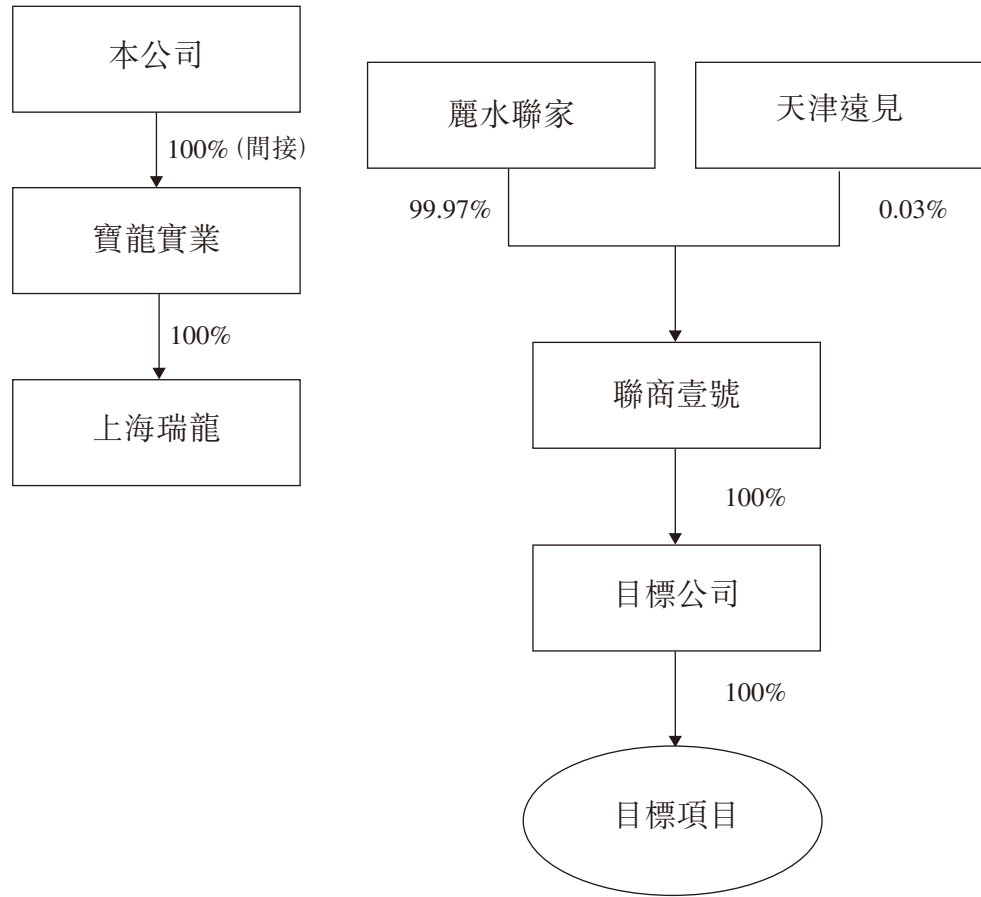 本公司
100% (間接)
寶龍實業
100%
上海瑞龍
麗水聯家
天津遠見
99.97%
0.03%
聯商壹號
100%
目標公司
100%
目標項目